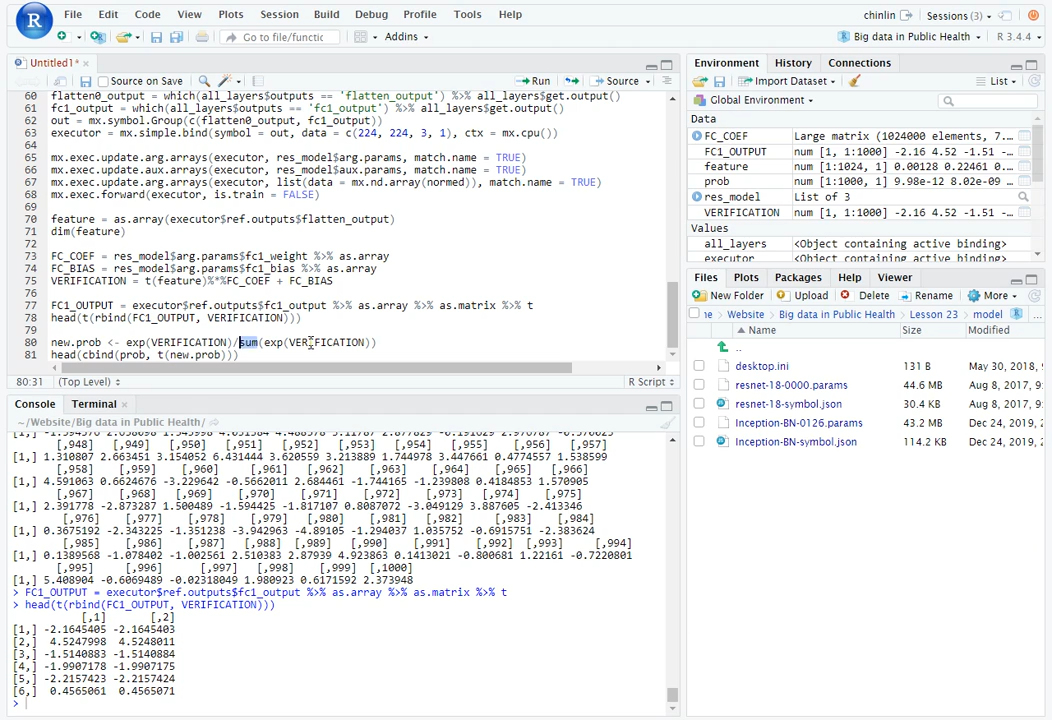 File Edit Code View Plots Session Build Debug Profile Tools Help
chinlin Sessions (3)
Go to file/functic Addins
Big data in Public Health R 3.4.4
Untitled1* ×
Source on Save Run Source
60 flatten0_output = which(all_layers$outputs == 'flatten_output') %>% all_layers$get.output()
61 fc1_output = which(all_layers$outputs == 'fc1_output') %>% all_layers$get.output()
62 out = mx.symbol.Group(c(flatten0_output, fc1_output))
63 executor = mx.simple.bind(symbol = out, data = c(224, 224, 3, 1), ctx = mx.cpu())
64
65 mx.exec.update.arg.arrays(executor, res_model$arg.params, match.name = TRUE)
66 mx.exec.update.aux.arrays(executor, res_model$aux.params, match.name = TRUE)
67 mx.exec.update.arg.arrays(executor, list(data = mx.nd.array(normed)), match.name = TRUE)
68 mx.exec.forward(executor, is.train = FALSE)
69
70 feature = as.array(executor$ref.outputs$flatten_output)
71 dim(feature)
72
73 FC_COEF = res_model$arg.params$fc1_weight %>% as.array
74 FC_BIAS = res_model$arg.params$fc1_bias %>% as.array
75 VERIFICATION = t(feature)%*%FC_COEF + FC_BIAS
76
77 FC1_OUTPUT = executor$ref.outputs$fc1_output %>% as.array %>% as.matrix %>% t
78 head(t(rbind(FC1_OUTPUT, VERIFICATION)))
79
80 new.prob <- exp(VERIFICATION)/sum(exp(VERIFICATION))
81 head(cbind(prob, t(new.prob)))
80:31 (Top Level) R Script
Console Terminal ×
~/Website/Big data in Public Health/
[,948] [,949] [,950] [,951] [,952] [,953] [,954] [,955] [,956] [,957]
[1,] 1.310807 2.663451 3.154052 6.431444 3.620559 3.213889 1.744978 3.447661 0.4774557 1.538599
[,958] [,959] [,960] [,961] [,962] [,963] [,964] [,965] [,966]
[1,] 4.591063 0.6624676 -3.229642 -0.5662011 2.684461 -1.744165 -1.239808 0.4184853 1.570905
[,967] [,968] [,969] [,970] [,971] [,972] [,973] [,974] [,975]
[1,] 2.391778 -2.873287 1.500489 -1.594425 -1.817107 0.8087072 -3.049129 3.887605 -2.413346
[,976] [,977] [,978] [,979] [,980] [,981] [,982] [,983] [,984]
[1,] 0.3675192 -2.343225 -1.351238 -3.942963 -4.89105 -1.294037 1.035752 -0.6915751 -2.383624
[,985] [,986] [,987] [,988] [,989] [,990] [,991] [,992] [,993] [,994]
[1,] 0.1389568 -1.078402 -1.002561 2.510383 2.87939 4.923863 0.1413021 -0.800681 1.22161 -0.7220801
[,995] [,996] [,997] [,998] [,999] [,1000]
[1,] 5.408904 -0.6069489 -0.02318049 1.980923 0.6171592 2.373948
> FC1_OUTPUT = executor$ref.outputs$fc1_output %>% as.array %>% as.matrix %>% t
> head(t(rbind(FC1_OUTPUT, VERIFICATION)))
[,1] [,2]
[1,] -2.1645405 -2.1645403
[2,] 4.5247998 4.5248011
[3,] -1.5140883 -1.5140884
[4,] -1.9907178 -1.9907175
[5,] -2.2157423 -2.2157424
[6,] 0.4565061 0.4565071
>
Environment History Connections
Import Dataset List
Global Environment
Data
FC_COEF Large matrix (1024000 elements, 7...
FC1_OUTPUT num [1, 1:1000] -2.16 4.52 -1.51 -...
feature num [1:1024, 1] 0.00128 0.22461 0...
prob num [1:1000, 1] 9.98e-12 8.02e-09 ...
res_model List of 3
VERIFICATION num [1, 1:1000] -2.16 4.52 -1.51 -...
Values
all_layers <Object containing active binding>
executor <Object containing active binding>
Files Plots Packages Help Viewer
New Folder Upload Delete Rename More
me Website Big data in Public Health Lesson 23 model ...
Name Size Modified
..
desktop.ini 131 B May 30, 2018, 
resnet-18-0000.params 44.6 MB Aug 8, 2017, 9:
resnet-18-symbol.json 30.4 KB Aug 8, 2017, 9:
Inception-BN-0126.params 43.2 MB Dec 24, 2019,
Inception-BN-symbol.json 114.2 KB Dec 24, 2019,